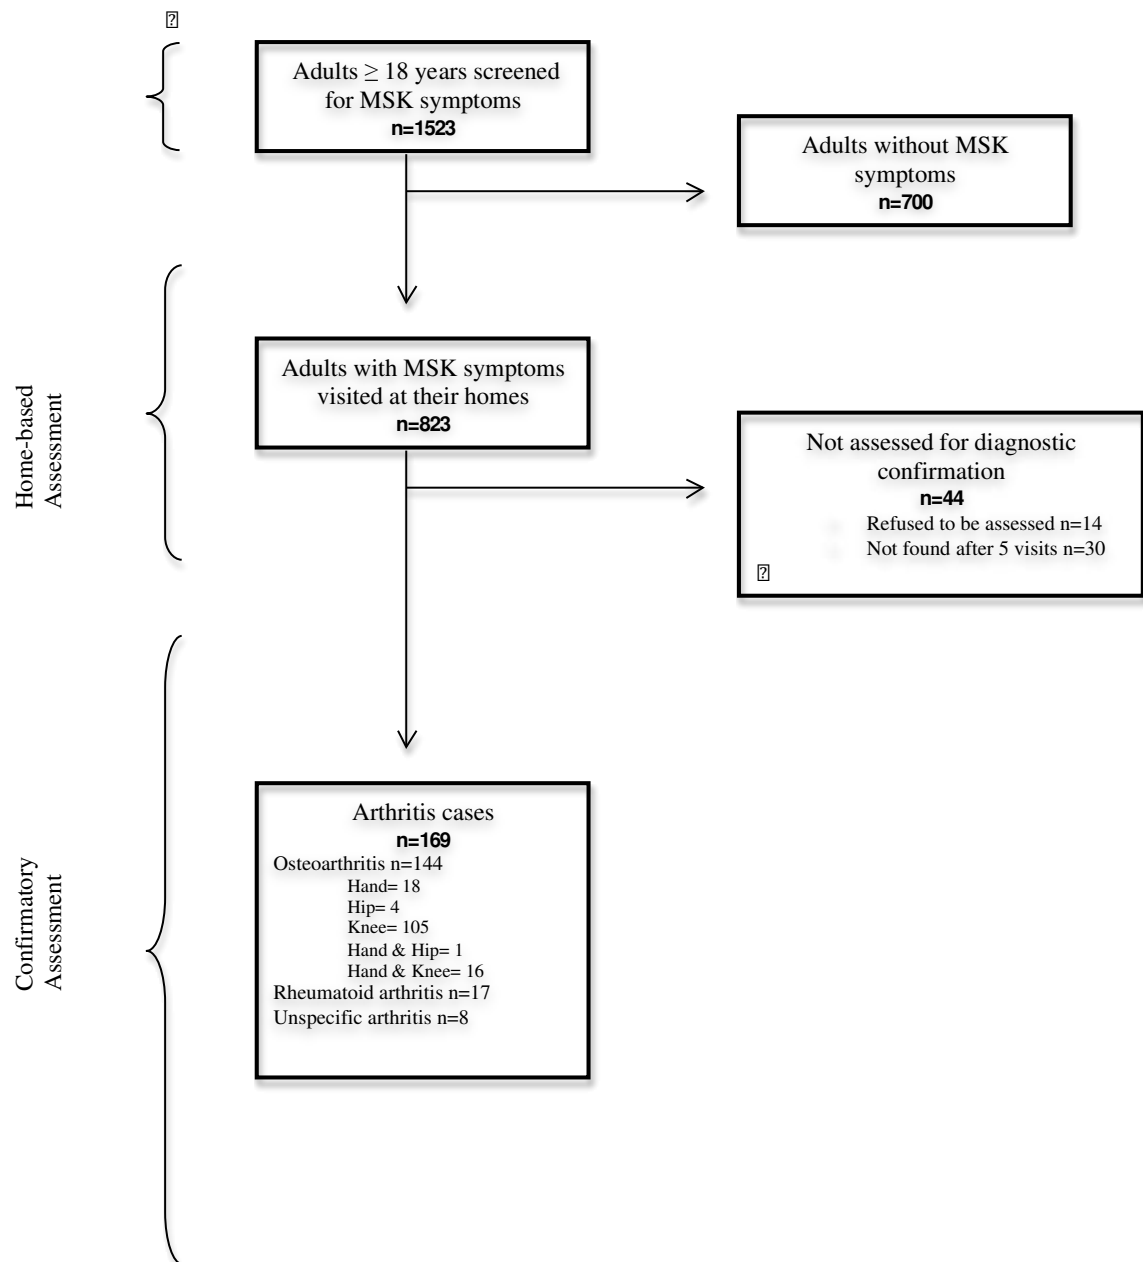 Adults ≥ 18 years screened
for MSK symptoms
n=1523
Adults without MSK
symptoms
n=700
Home-based
Assessment
Adults with MSK symptoms
visited at their homes
n=823
Not assessed for diagnostic
confirmation
n=44
Refused to be assessed n=14
Not found after 5 visits n=30
Confirmatory
Assessment
Arthritis cases
n=169
Osteoarthritis n=144
Hand= 18
Hip= 4
Knee= 105
Hand & Hip= 1
Hand & Knee= 16
Rheumatoid arthritis n=17
Unspecific arthritis n=8